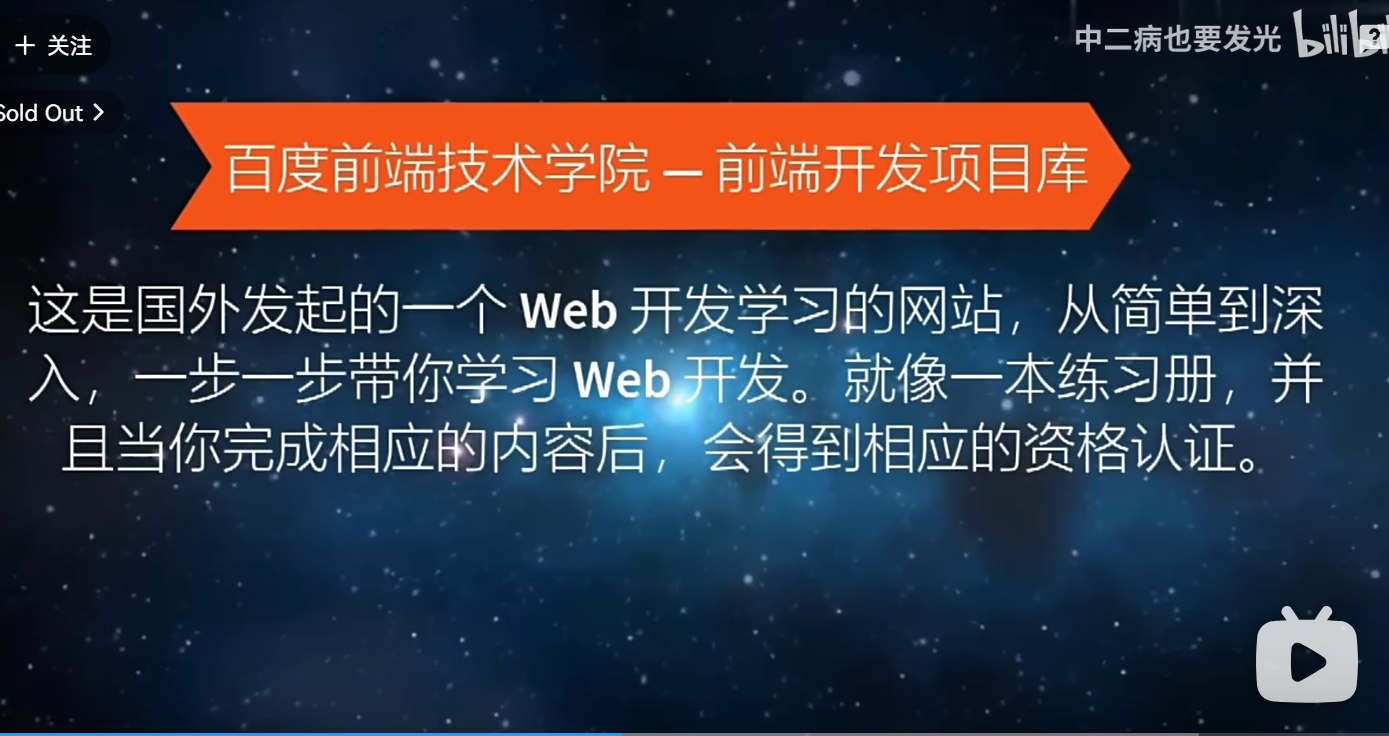 + 关注
中二病也要发光 bilibili
Sold Out >
百度前端技术学院 — 前端开发项目库
这是国外发起的一个 Web 开发学习的网站，从简单到深
入，一步一步带你学习 Web 开发。就像一本练习册，并
且当你完成相应的内容后，会得到相应的资格认证。